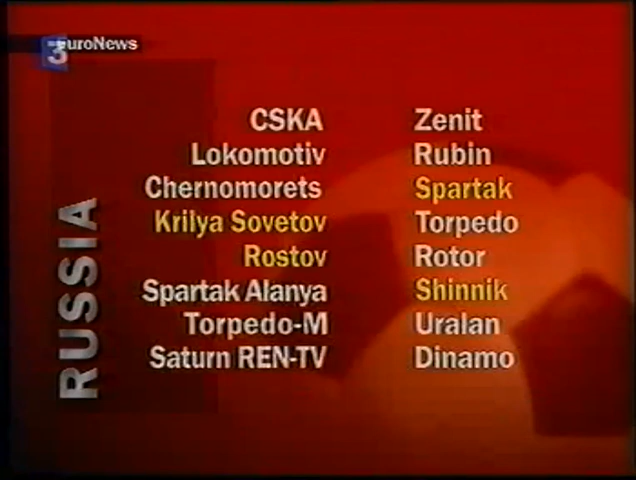 3
euroNews
CSKA Zenit
Lokomotiv Rubin
Chernomorets Spartak
Krilya Sovetov Torpedo
Rostov Rotor
Spartak Alanya Shinnik
Torpedo-M Uralan
Saturn REN-TV Dinamo
RUSSIA